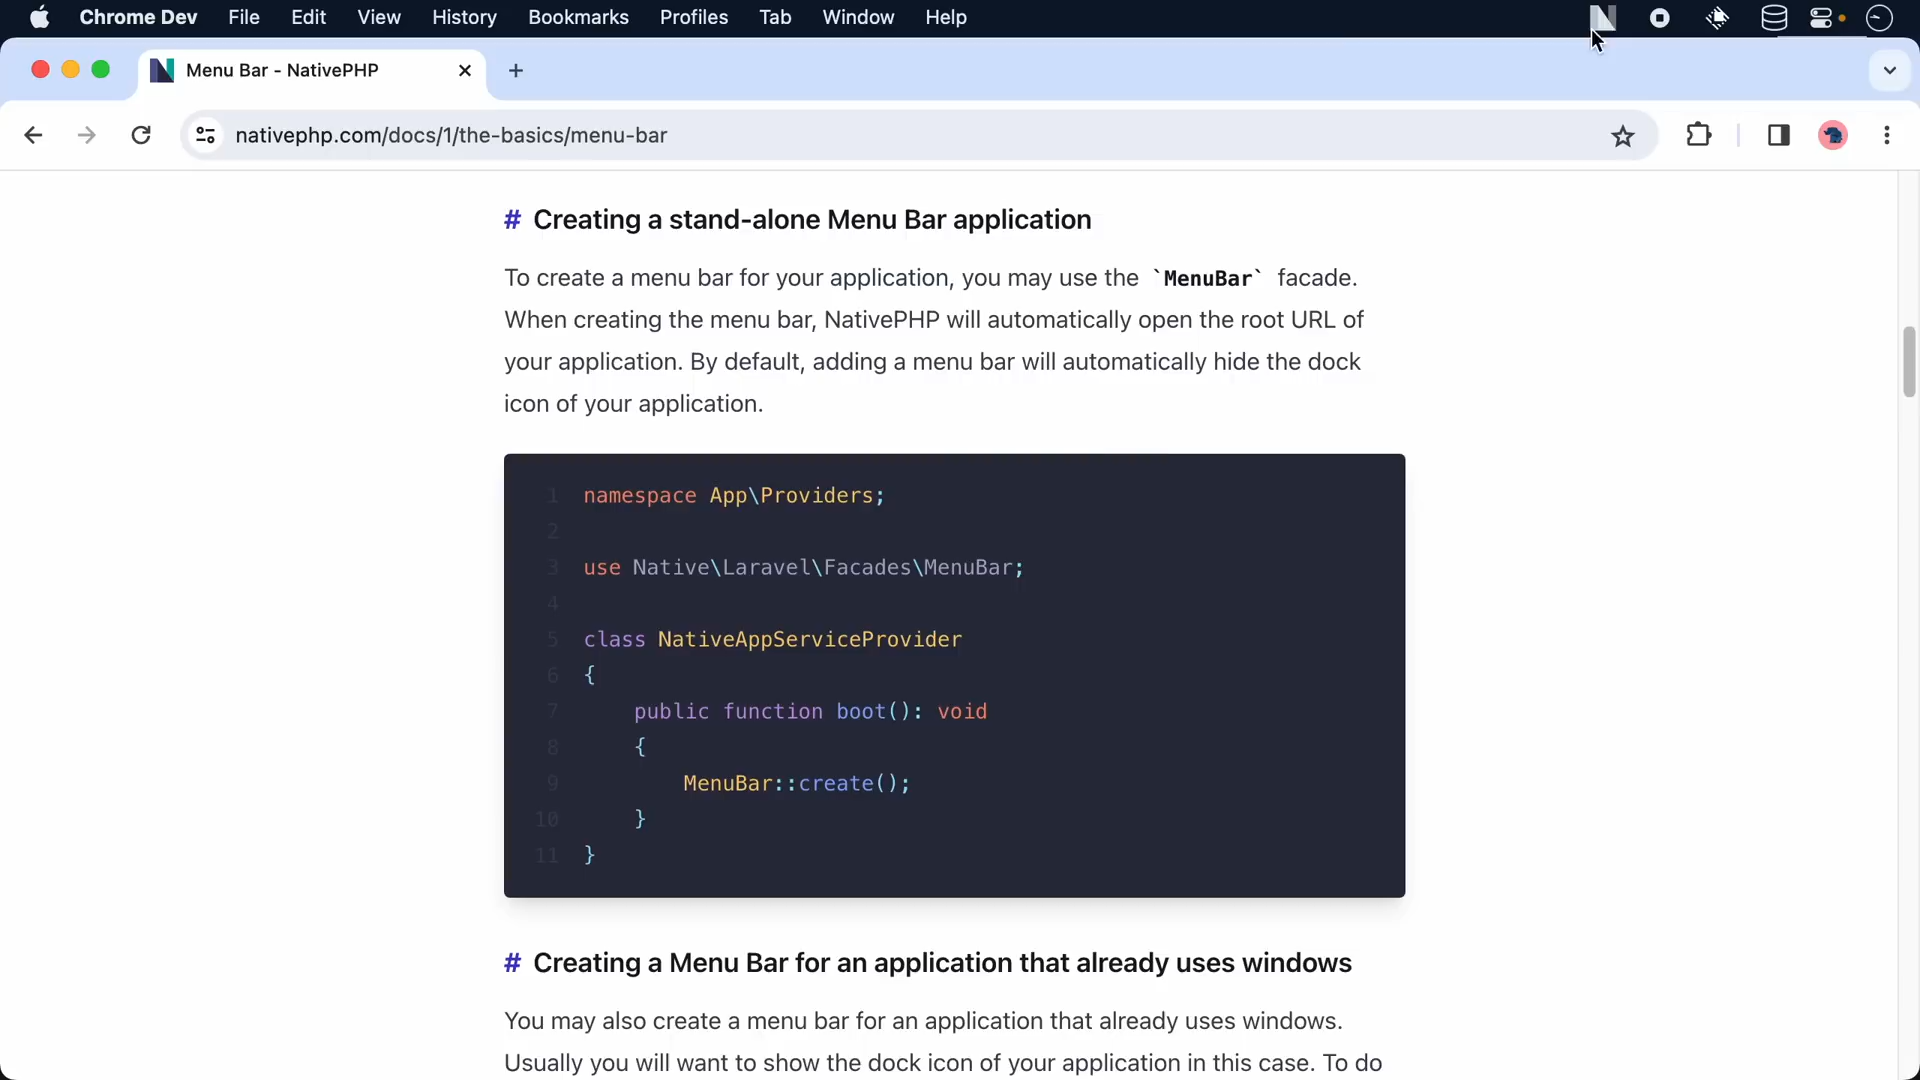 Chrome Dev File Edit View History Bookmarks Profiles Tab Window Help
Menu Bar - NativePHP
nativephp.com/docs/1/the-basics/menu-bar
# Creating a stand-alone Menu Bar application
To create a menu bar for your application, you may use the `MenuBar` facade.
When creating the menu bar, NativePHP will automatically open the root URL of
your application. By default, adding a menu bar will automatically hide the dock
icon of your application.
1 namespace App\Providers;
2
3 use Native\Laravel\Facades\MenuBar;
4
5 class NativeAppServiceProvider
6 {
7 public function boot(): void
8 {
9 MenuBar::create();
10 }
11 }
# Creating a Menu Bar for an application that already uses windows
You may also create a menu bar for an application that already uses windows.
Usually you will want to show the dock icon of your application in this case. To do